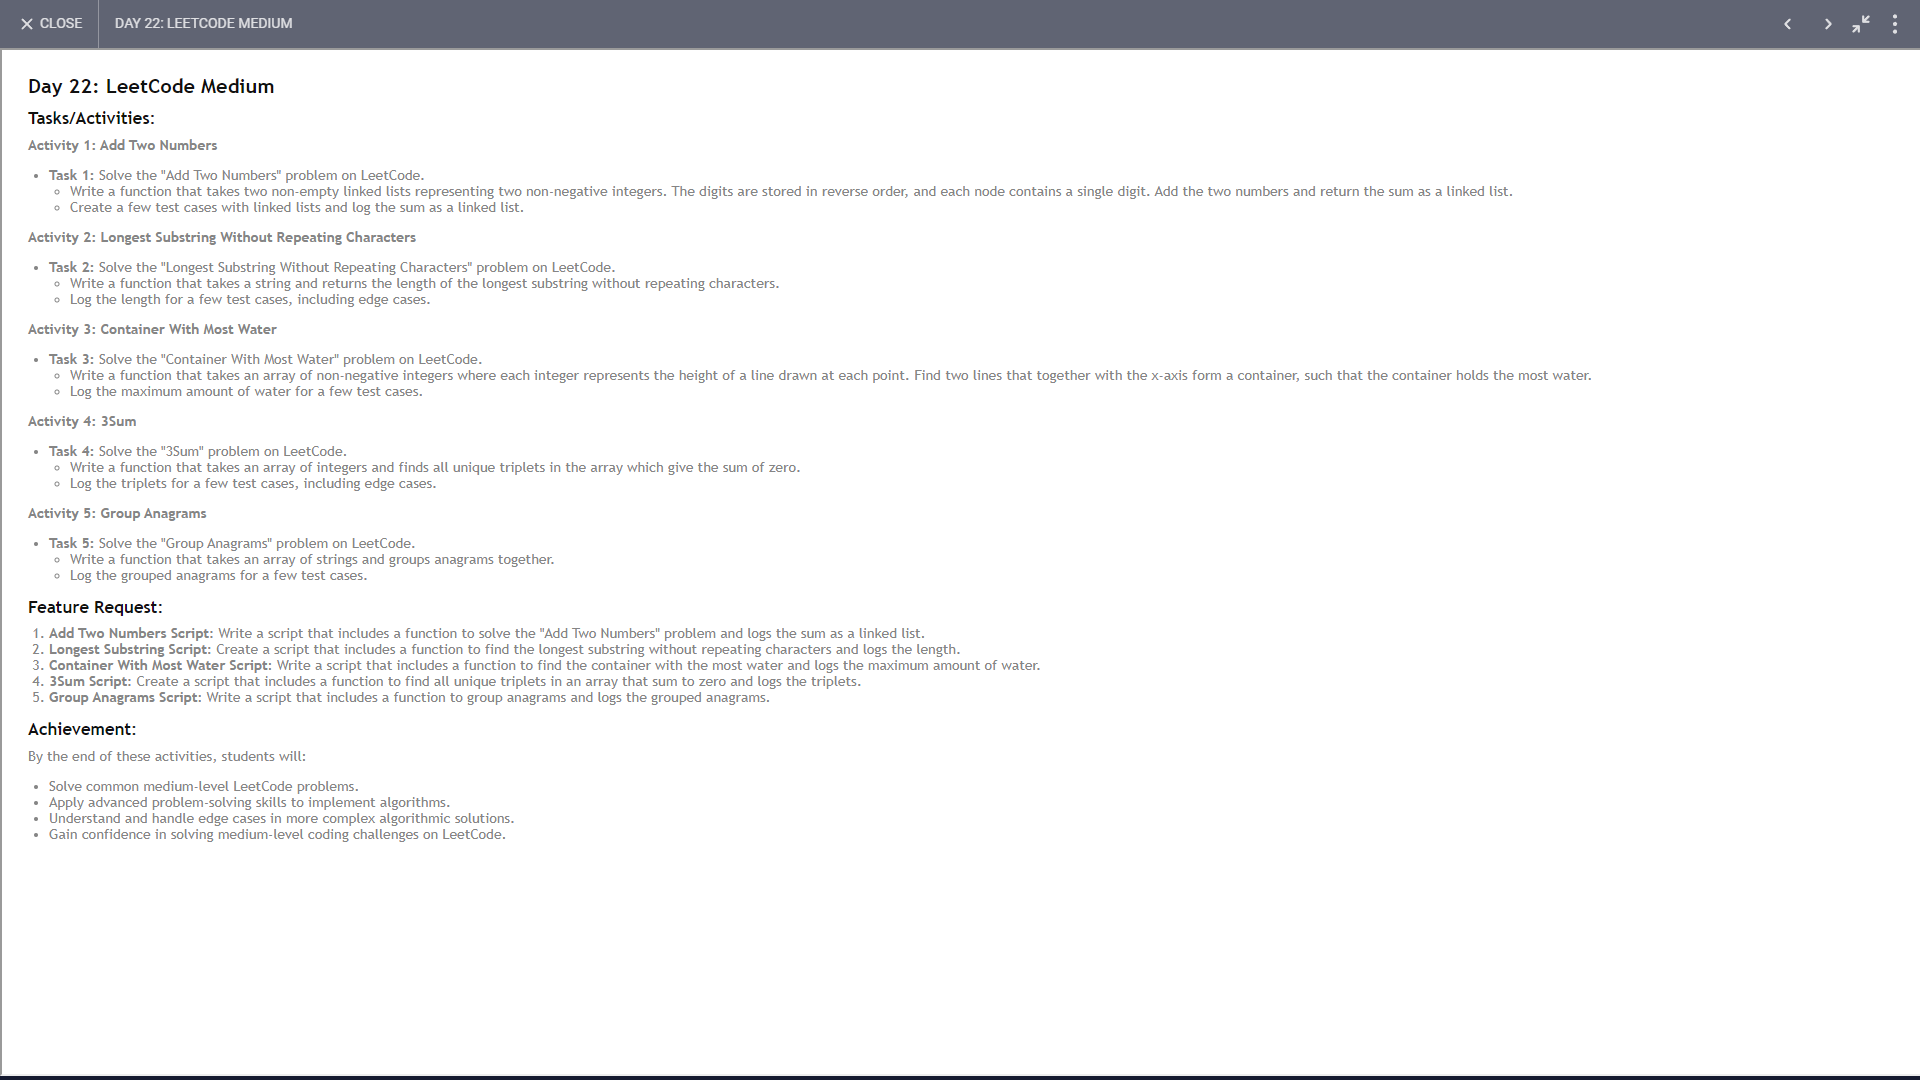 CLOSE
DAY 22: LEETCODE MEDIUM
Day 22: LeetCode Medium
Tasks/Activities:
Activity 1: Add Two Numbers
• Task 1: Solve the "Add Two Numbers" problem on LeetCode.
◦ Write a function that takes two non-empty linked lists representing two non-negative integers. The digits are stored in reverse order, and each node contains a single digit. Add the two numbers and return the sum as a linked list.
◦ Create a few test cases with linked lists and log the sum as a linked list.
Activity 2: Longest Substring Without Repeating Characters
• Task 2: Solve the "Longest Substring Without Repeating Characters" problem on LeetCode.
◦ Write a function that takes a string and returns the length of the longest substring without repeating characters.
◦ Log the length for a few test cases, including edge cases.
Activity 3: Container With Most Water
• Task 3: Solve the "Container With Most Water" problem on LeetCode.
◦ Write a function that takes an array of non-negative integers where each integer represents the height of a line drawn at each point. Find two lines that together with the x-axis form a container, such that the container holds the most water.
◦ Log the maximum amount of water for a few test cases.
Activity 4: 3Sum
• Task 4: Solve the "3Sum" problem on LeetCode.
◦ Write a function that takes an array of integers and finds all unique triplets in the array which give the sum of zero.
◦ Log the triplets for a few test cases, including edge cases.
Activity 5: Group Anagrams
• Task 5: Solve the "Group Anagrams" problem on LeetCode.
◦ Write a function that takes an array of strings and groups anagrams together.
◦ Log the grouped anagrams for a few test cases.
Feature Request:
1. Add Two Numbers Script: Write a script that includes a function to solve the "Add Two Numbers" problem and logs the sum as a linked list.
2. Longest Substring Script: Create a script that includes a function to find the longest substring without repeating characters and logs the length.
3. Container With Most Water Script: Write a script that includes a function to find the container with the most water and logs the maximum amount of water.
4. 3Sum Script: Create a script that includes a function to find all unique triplets in an array that sum to zero and logs the triplets.
5. Group Anagrams Script: Write a script that includes a function to group anagrams and logs the grouped anagrams.
Achievement:
By the end of these activities, students will:
• Solve common medium-level LeetCode problems.
• Apply advanced problem-solving skills to implement algorithms.
• Understand and handle edge cases in more complex algorithmic solutions.
• Gain confidence in solving medium-level coding challenges on LeetCode.